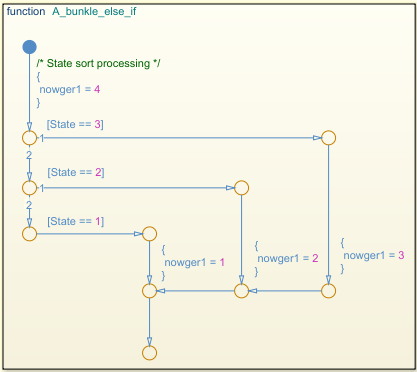 function A_bunkle_else_if
/* State sort processing */
{
nowger1 = 4
}
[State == 3]
1
2
[State == 2]
1
2
[State == 1]
{
nowger1 = 1
}
{
nowger1 = 2
}
{
nowger1 = 3
}